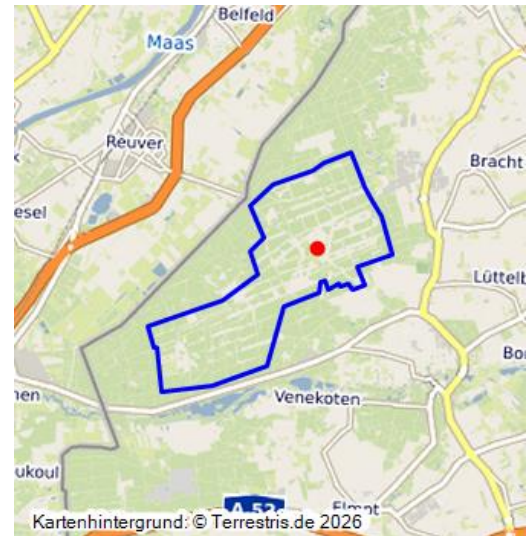 Belfeld
Maas
Reuver
Bracht
esel
Lüttelb
Bo
nen
Venekoten
ukoul
A 52
Elmpt
Kartenhintergrund: © Terrestris.de 2026